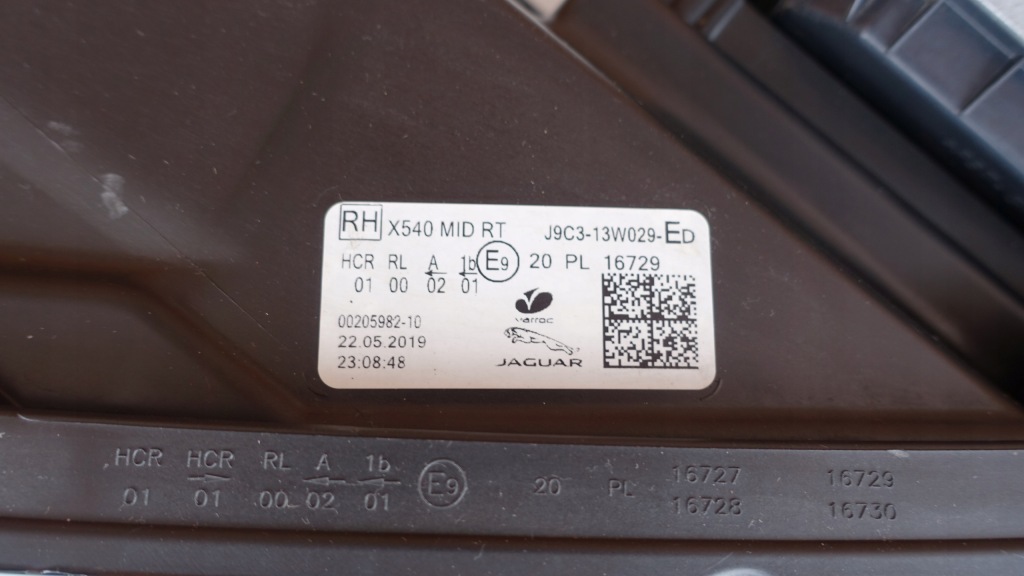 RH X540 MID RT J9C3-13W029-ED
HCR RL A 1b E9 20 PL 16729
01 00 02 01
00205982-10
varroc
22.05.2019
JAGUAR
23:08:48
HCR HCR RL A 1b E9 20 PL 16727 16729
01 01 00 02 01 16728 16730